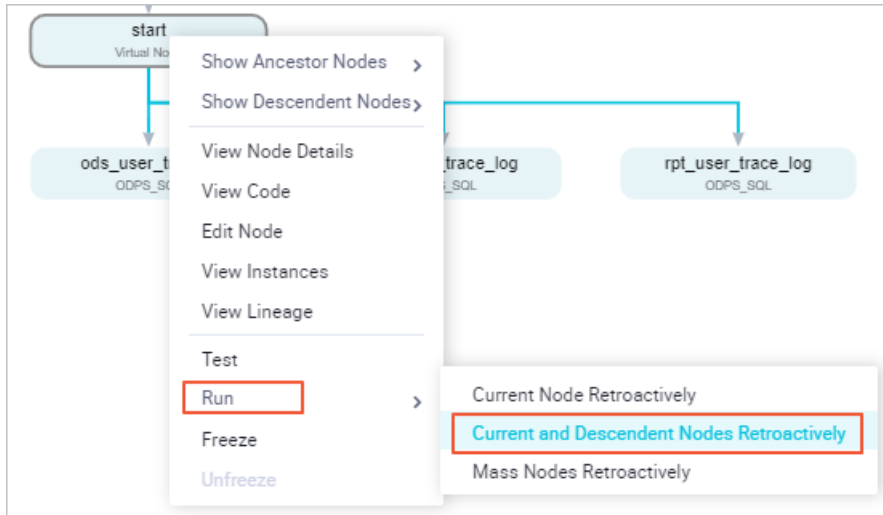 start
Virtual No
Show Ancestor Nodes
Show Descendent Nodes
View Node Details
ods_user_t
trace_log
rpt_user_trace_log
ODPS_SQ
SQL
ODPS_SQL
View Code
Edit Node
View Instances
View Lineage
Test
Run
Current Node Retroactively
Freeze
Current and Descendent Nodes Retroactively
Unfreeze
Mass Nodes Retroactively